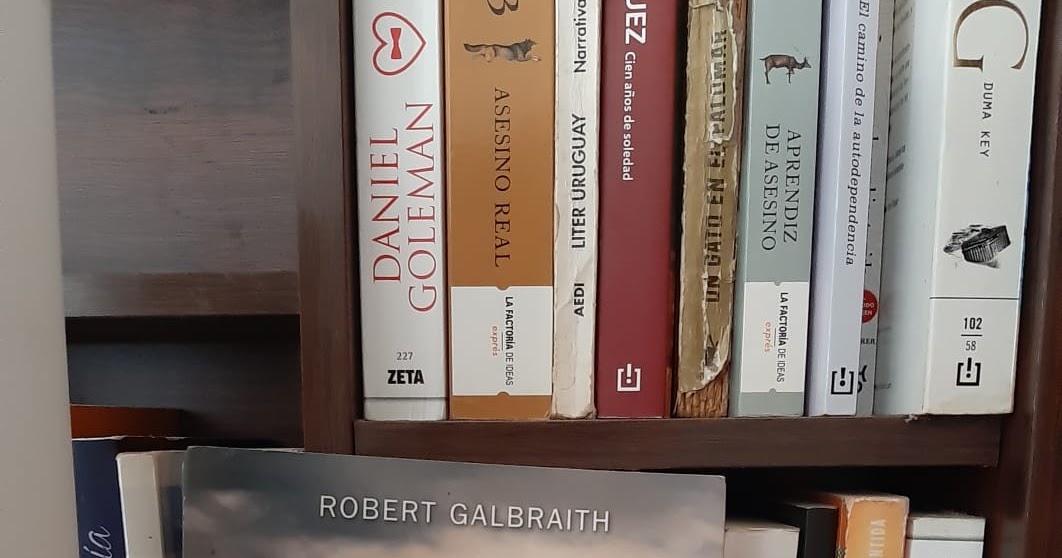 DANIEL
GOLEMAN
227
ZETA
3
ASESINO REAL
LA FACTORÍA DE IDEAS
exprés
Narrativa
LITER URUGUAY
AEDI
UEZ Cien años de soledad
UN GATO EN EL PALOMAR
APRENDIZ
DE ASESINO
LA FACTORÍA DE IDEAS
exprés
El camino de la autodependencia
G
DUMA KEY
102
58
ROBERT GALBRAITH
ía